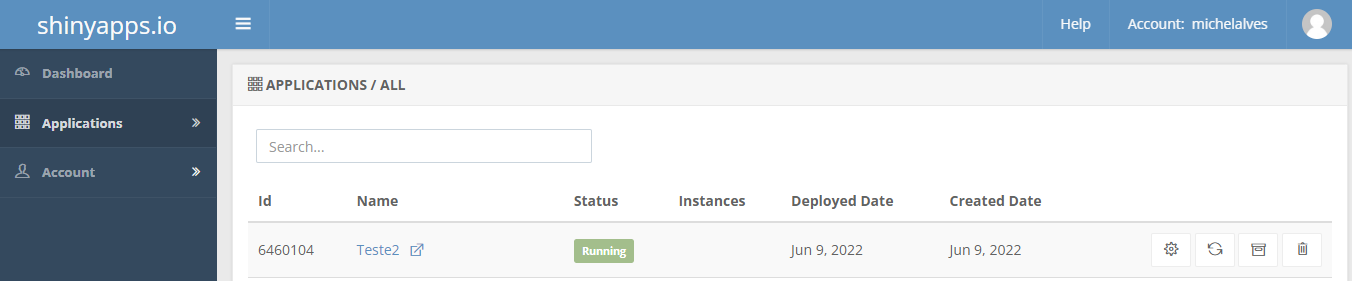 shinyapps.io
Help
Account: michelalves
Dashboard
Applications
Account
APPLICATIONS / ALL
Search...
Id Name Status Instances Deployed Date Created Date
6460104 Teste2 Running Jun 9, 2022 Jun 9, 2022